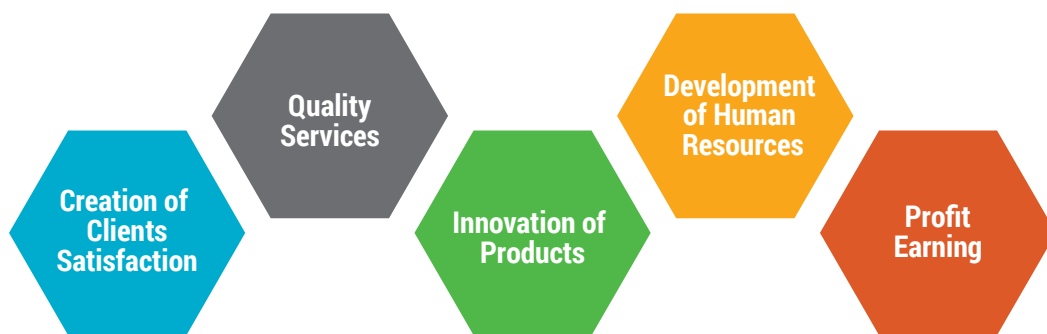 Creation of
Clients
Satisfaction
Quality
Services
Innovation of
Products
Development
of Human
Resources
Profit
Earning